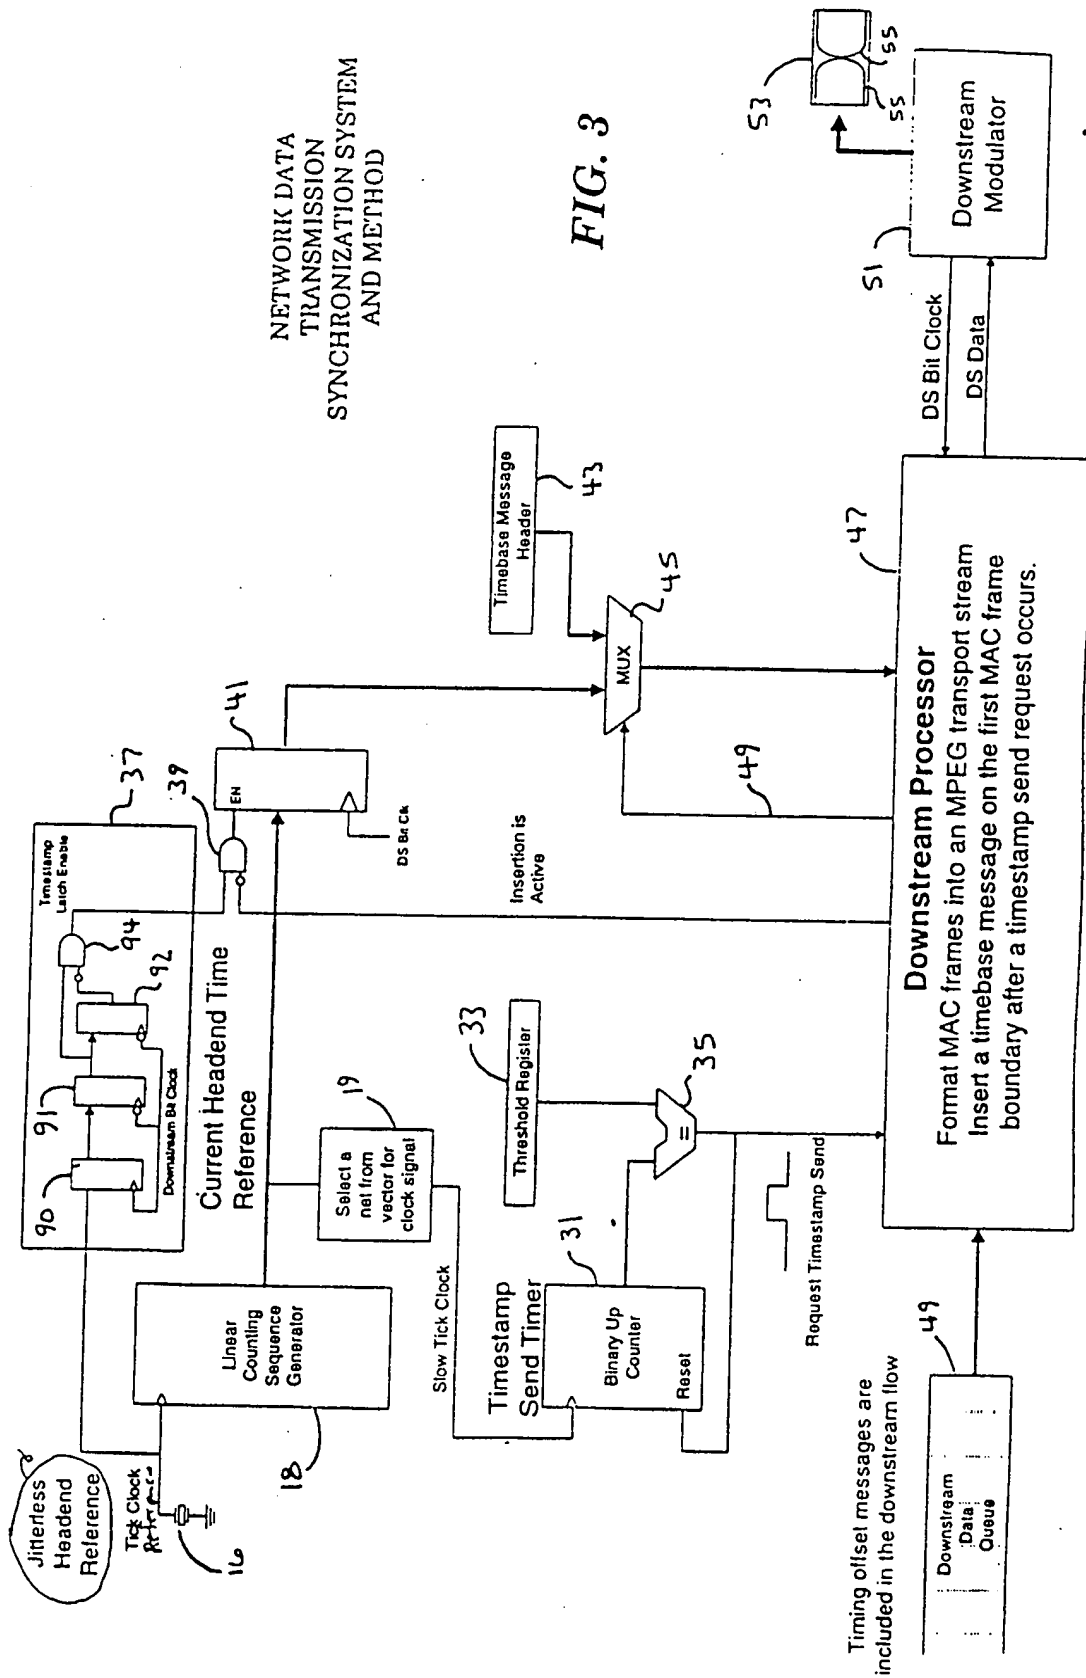 NETWORK DATA
TRANSMISSION
SYNCHRONIZATION SYSTEM
AND METHOD
FIG. 3
Jitterless
Headend
Reference
Tick Clock
16
18
Linear
Counting
Sequence
Generator
90
91
92
94
Downstream Bit Clock
Timestamp
Latch Enable
37
Current Headend Time
Reference
39
EN
41
DS Bit Clk
19
Select a
net from
vector for
clock signal
Slow Tick Clock
Timestamp
Send Timer
31
Binary Up
Counter
Reset
33
Threshold Register
=
35
Request Timestamp Send
Insertion is
Active
Timebase Message
Header
43
MUX
45
49
47
Downstream Processor
Format MAC frames into an MPEG transport stream
Insert a timebase message on the first MAC frame
boundary after a timestamp send request occurs.
Timing offset messages are
included in the downstream flow
49
Downstream
Data
Queue
DS Bit Clock
DS Data
51
Downstream
Modulator
53
55
55